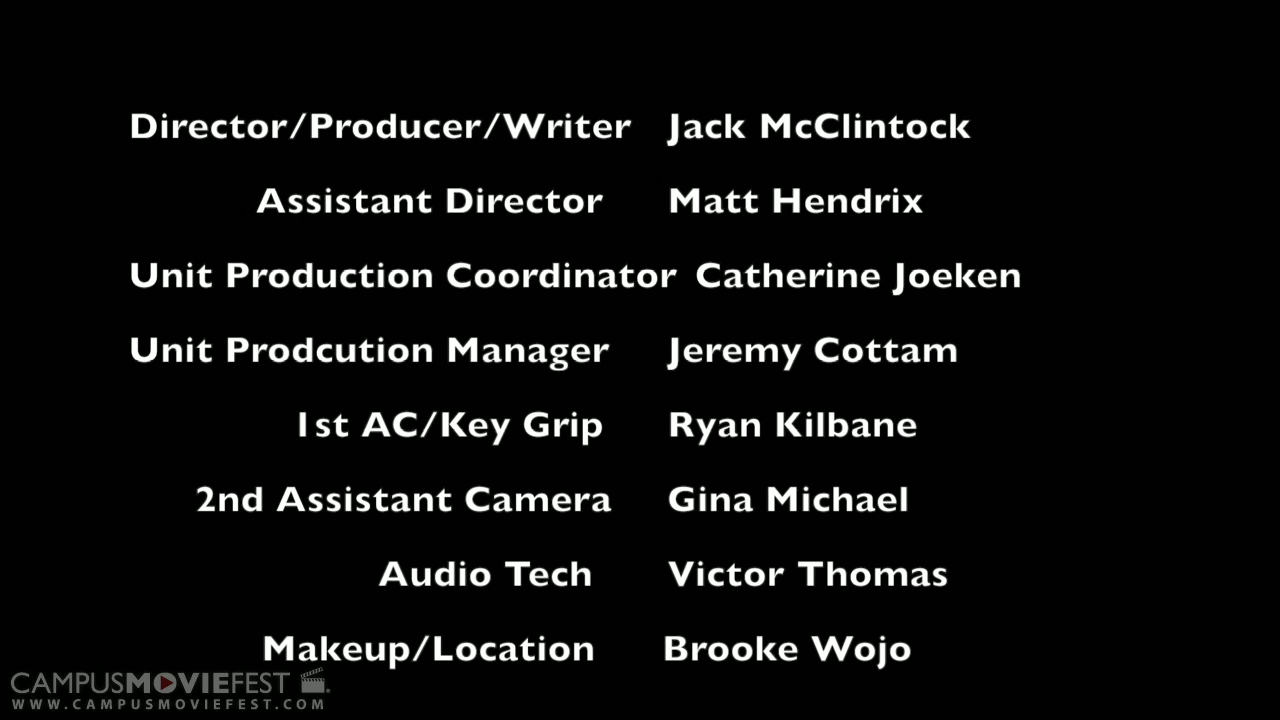 Director/Producer/Writer Jack McClintock
Assistant Director Matt Hendrix
Unit Production Coordinator Catherine Joeken
Unit Prodcution Manager Jeremy Cottam
1st AC/Key Grip Ryan Kilbane
2nd Assistant Camera Gina Michael
Audio Tech Victor Thomas
Makeup/Location Brooke Wojo
CAMPUSMOVIEFEST
WWW.CAMPUSMOVIEFEST.COM